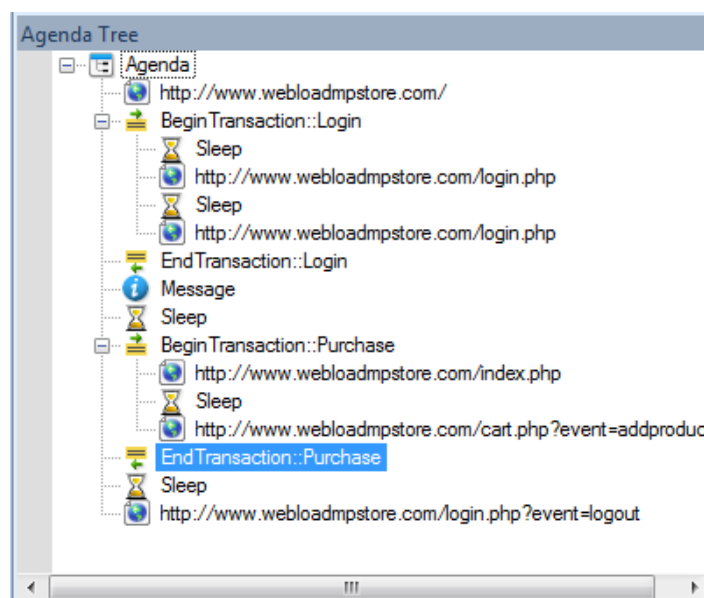 Agenda Tree
Agenda
http://www.webloadmpstore.com/
BeginTransaction::Login
Sleep
http://www.webloadmpstore.com/login.php
Sleep
http://www.webloadmpstore.com/login.php
EndTransaction::Login
Message
Sleep
BeginTransaction::Purchase
http://www.webloadmpstore.com/index.php
Sleep
http://www.webloadmpstore.com/cart.php?event=addproduc
EndTransaction::Purchase
Sleep
http://www.webloadmpstore.com/login.php?event=logout